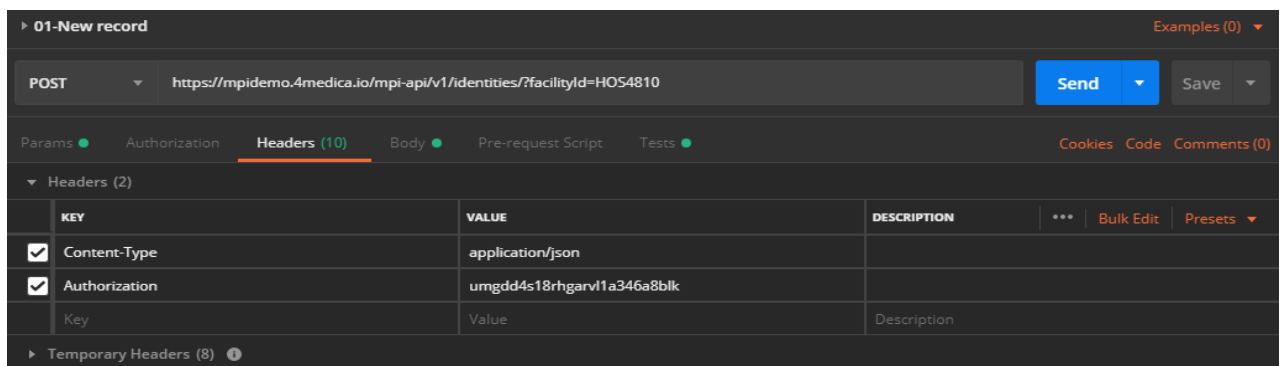 01-New record Examples (0)
POST https://mpidemo.4medica.io/mpi-api/v1/identities/?facilityId=HOS4810 Send Save
Params Authorization Headers (10) Body Pre-request Script Tests Cookies Code Comments (0)
Headers (2)
KEY VALUE DESCRIPTION ••• Bulk Edit Presets
Content-Type application/json
Authorization umgdd4s18rhgarvl1a346a8blk
Key Value Description
Temporary Headers (8)